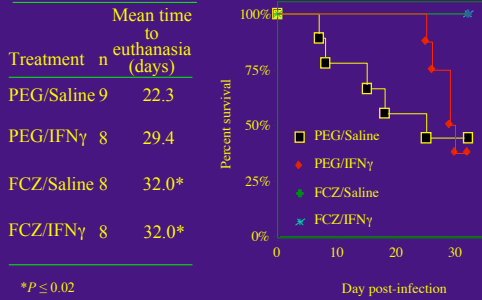 Mean time
to
euthanasia
(days)
Treatment n
PEG/Saline 9 22.3
PEG/IFNγ 8 29.4
FCZ/Saline 8 32.0*
FCZ/IFNγ 8 32.0*
*P ≤ 0.02
100%
75%
50%
25%
0%
Percent survival
PEG/Saline
PEG/IFNγ
FCZ/Saline
FCZ/IFNγ
0 10 20 30
Day post-infection